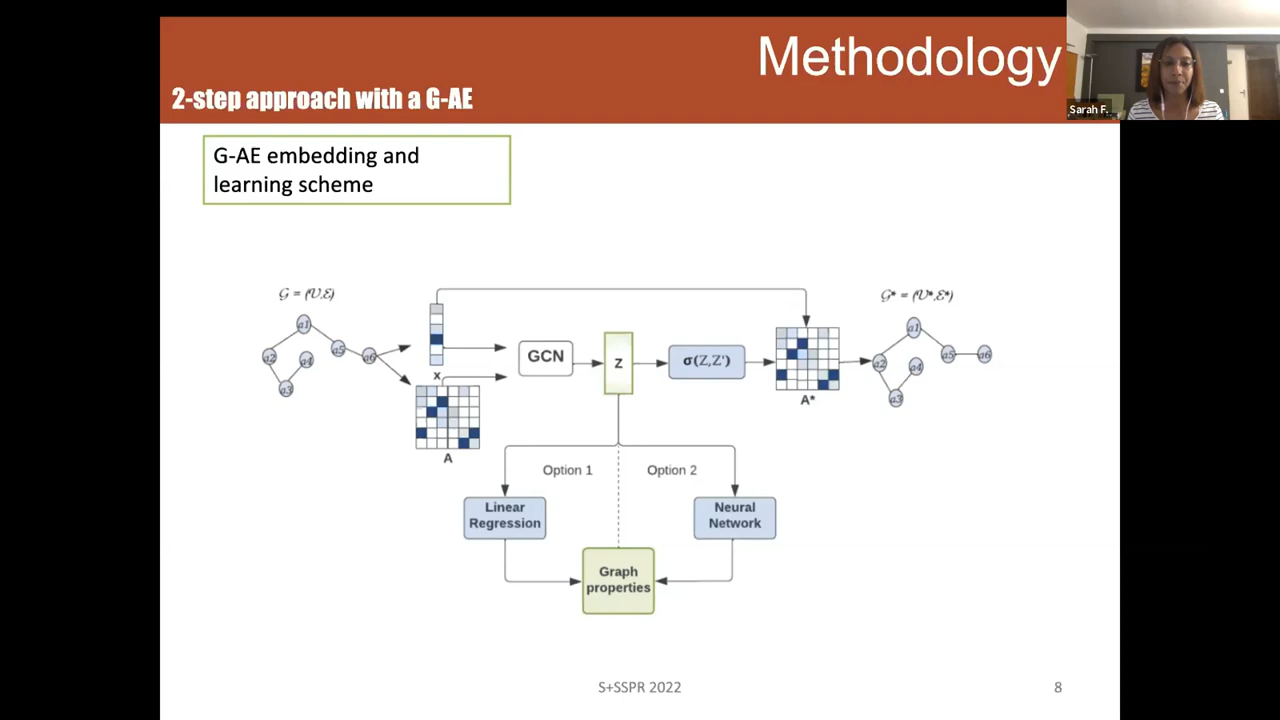 Methodology
2-step approach with a G-AE
Sarah F.
G-AE embedding and
learning scheme
G = (V,E)
G* = (V*,E*)
a1
a2
a4
a5
a6
a3
x
A
GCN
Z
σ(Z,Z')
A*
a1
a2
a4
a5
a6
a3
Option 1
Option 2
Linear
Regression
Neural
Network
Graph
properties
S+SSPR 2022
8